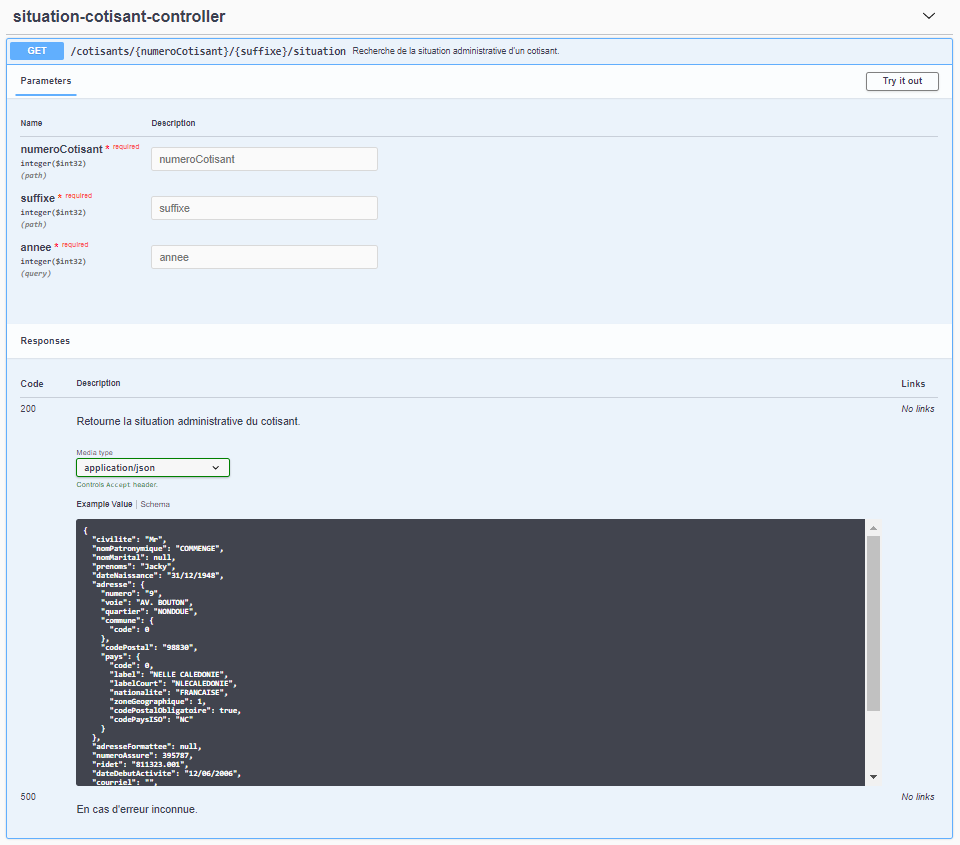 situation-cotisant-controller
GET /cotisants/{numeroCotisant}/{suffixe}/situation Recherche de la situation administrative d'un cotisant.
Parameters
Try it out
Name Description
numeroCotisant * required
integer($int32)
(path)
numeroCotisant
suffixe * required
integer($int32)
(path)
suffixe
annee * required
integer($int32)
(query)
annee
Responses
Code Description Links
200
Retourne la situation administrative du cotisant.
No links
Media type
application/json
Controls Accept header.
Example Value | Schema
{
"civilite": "Mr",
"nomPatronymique": "COMMENGE",
"nomMarital": null,
"prenoms": "Jacky",
"dateNaissance": "31/12/1948",
"adresse": {
"numero": "9",
"voie": "AV. BOUTON",
"quartier": "NONDOUE",
"commune": {
"code": 0
},
"codePostal": "98830",
"pays": {
"code": 0,
"label": "NELLE CALEDONIE",
"labelCourt": "NLECALEDONIE",
"nationalite": "FRANCAISE",
"zoneGeographique": 1,
"codePostalObligatoire": true,
"codePaysISO": "NC"
}
},
"adresseFormattee": null,
"numeroAssure": 395787,
"ridet": "811323.001",
"dateDebutActivite": "12/06/2006",
"courriel": "",
500
En cas d'erreur inconnue.
No links